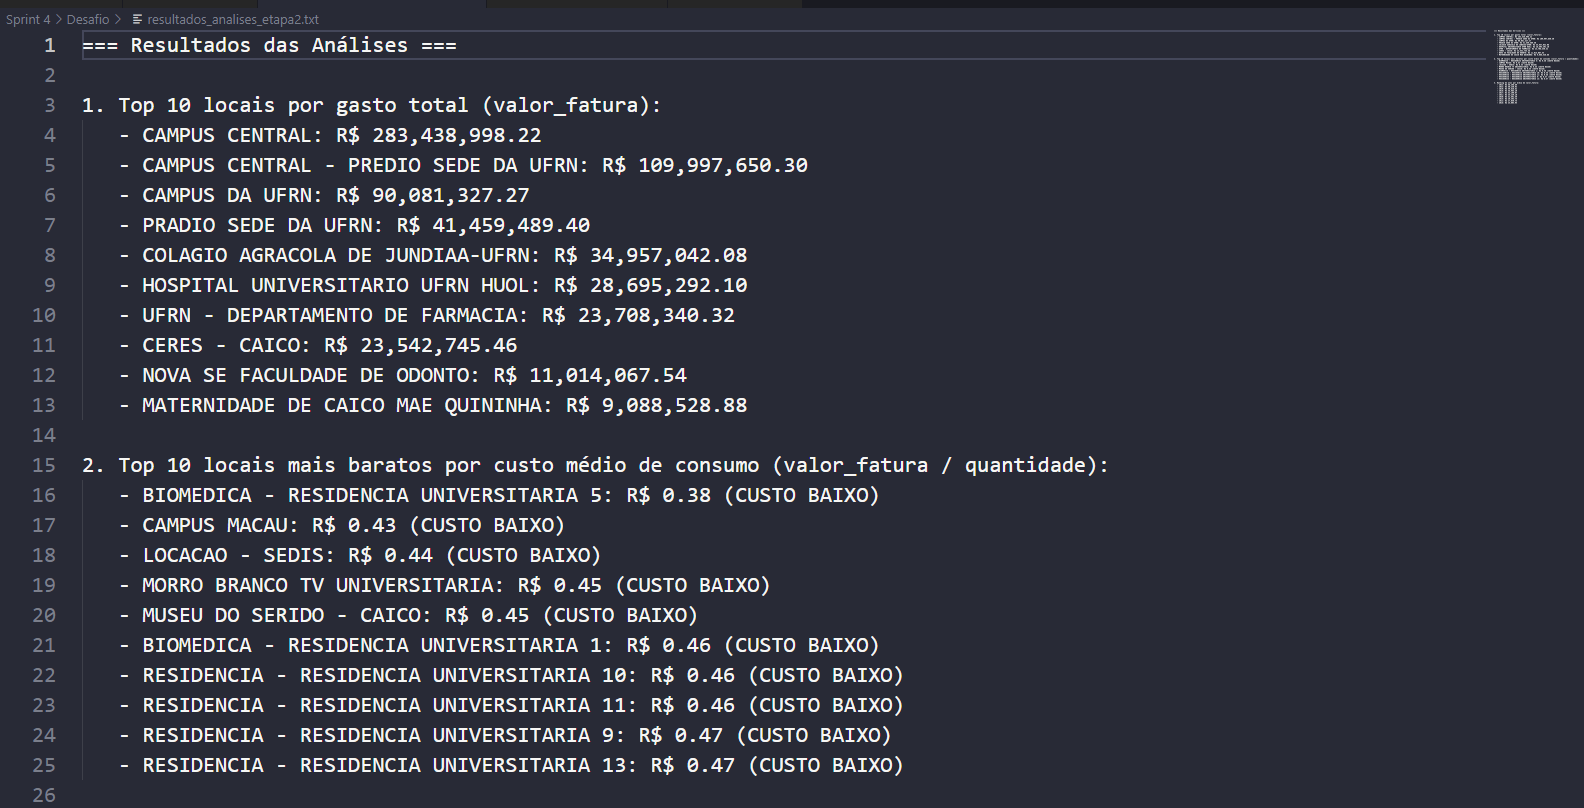 Sprint 4 > Desafio > resultados_analises_etapa2.txt
1 === Resultados das Análises ===
2
3 1. Top 10 locais por gasto total (valor_fatura):
4 - CAMPUS CENTRAL: R$ 283,438,998.22
5 - CAMPUS CENTRAL - PREDIO SEDE DA UFRN: R$ 109,997,650.30
6 - CAMPUS DA UFRN: R$ 90,081,327.27
7 - PRADIO SEDE DA UFRN: R$ 41,459,489.40
8 - COLAGIO AGRACOLA DE JUNDIAA-UFRN: R$ 34,957,042.08
9 - HOSPITAL UNIVERSITARIO UFRN HUOL: R$ 28,695,292.10
10 - UFRN - DEPARTAMENTO DE FARMACIA: R$ 23,708,340.32
11 - CERES - CAICO: R$ 23,542,745.46
12 - NOVA SE FACULDADE DE ODONTO: R$ 11,014,067.54
13 - MATERNIDADE DE CAICO MAE QUININHA: R$ 9,088,528.88
14
15 2. Top 10 locais mais baratos por custo médio de consumo (valor_fatura / quantidade):
16 - BIOMEDICA - RESIDENCIA UNIVERSITARIA 5: R$ 0.38 (CUSTO BAIXO)
17 - CAMPUS MACAU: R$ 0.43 (CUSTO BAIXO)
18 - LOCACAO - SEDIS: R$ 0.44 (CUSTO BAIXO)
19 - MORRO BRANCO TV UNIVERSITARIA: R$ 0.45 (CUSTO BAIXO)
20 - MUSEU DO SERIDO - CAICO: R$ 0.45 (CUSTO BAIXO)
21 - BIOMEDICA - RESIDENCIA UNIVERSITARIA 1: R$ 0.46 (CUSTO BAIXO)
22 - RESIDENCIA - RESIDENCIA UNIVERSITARIA 10: R$ 0.46 (CUSTO BAIXO)
23 - RESIDENCIA - RESIDENCIA UNIVERSITARIA 11: R$ 0.46 (CUSTO BAIXO)
24 - RESIDENCIA - RESIDENCIA UNIVERSITARIA 9: R$ 0.47 (CUSTO BAIXO)
25 - RESIDENCIA - RESIDENCIA UNIVERSITARIA 13: R$ 0.47 (CUSTO BAIXO)
26